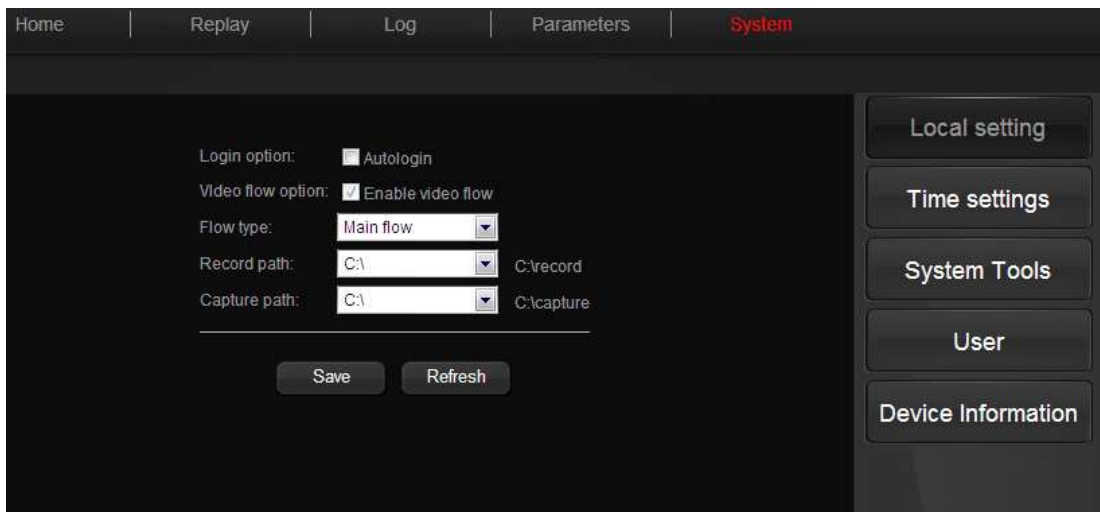 Home | Replay | Log | Parameters | System
Local setting
Login option: Autologin
VIdeo flow option: Enable video flow
Time settings
Flow type: Main flow
Record path: C:\ C:\record
System Tools
Capture path: C:\ C:\capture
User
Save Refresh
Device Information